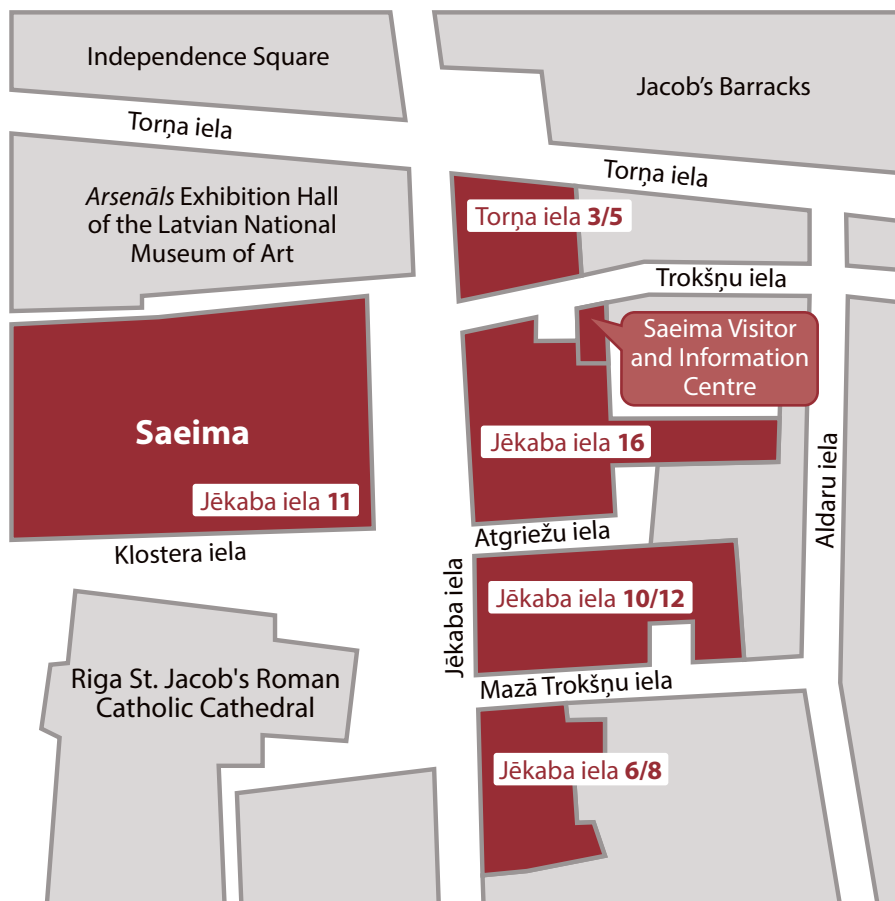 Independence Square
Jacob's Barracks
Torņa iela
Torņa iela
Arsenāls Exhibition Hall
of the Latvian National
Museum of Art
Torņa iela 3/5
Trokšņu iela
Saeima Visitor
and Information
Centre
Saeima
Jēkaba iela 16
Jēkaba iela 11
Aldaru iela
Atgriežu iela
Klostera iela
Jēkaba iela
Jēkaba iela 10/12
Riga St. Jacob's Roman
Catholic Cathedral
Mazā Trokšņu iela
Jēkaba iela 6/8